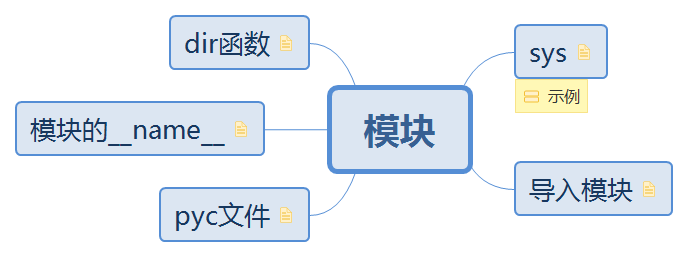 dir函数
sys
示例
模块的__name__
模块
pyc文件
导入模块